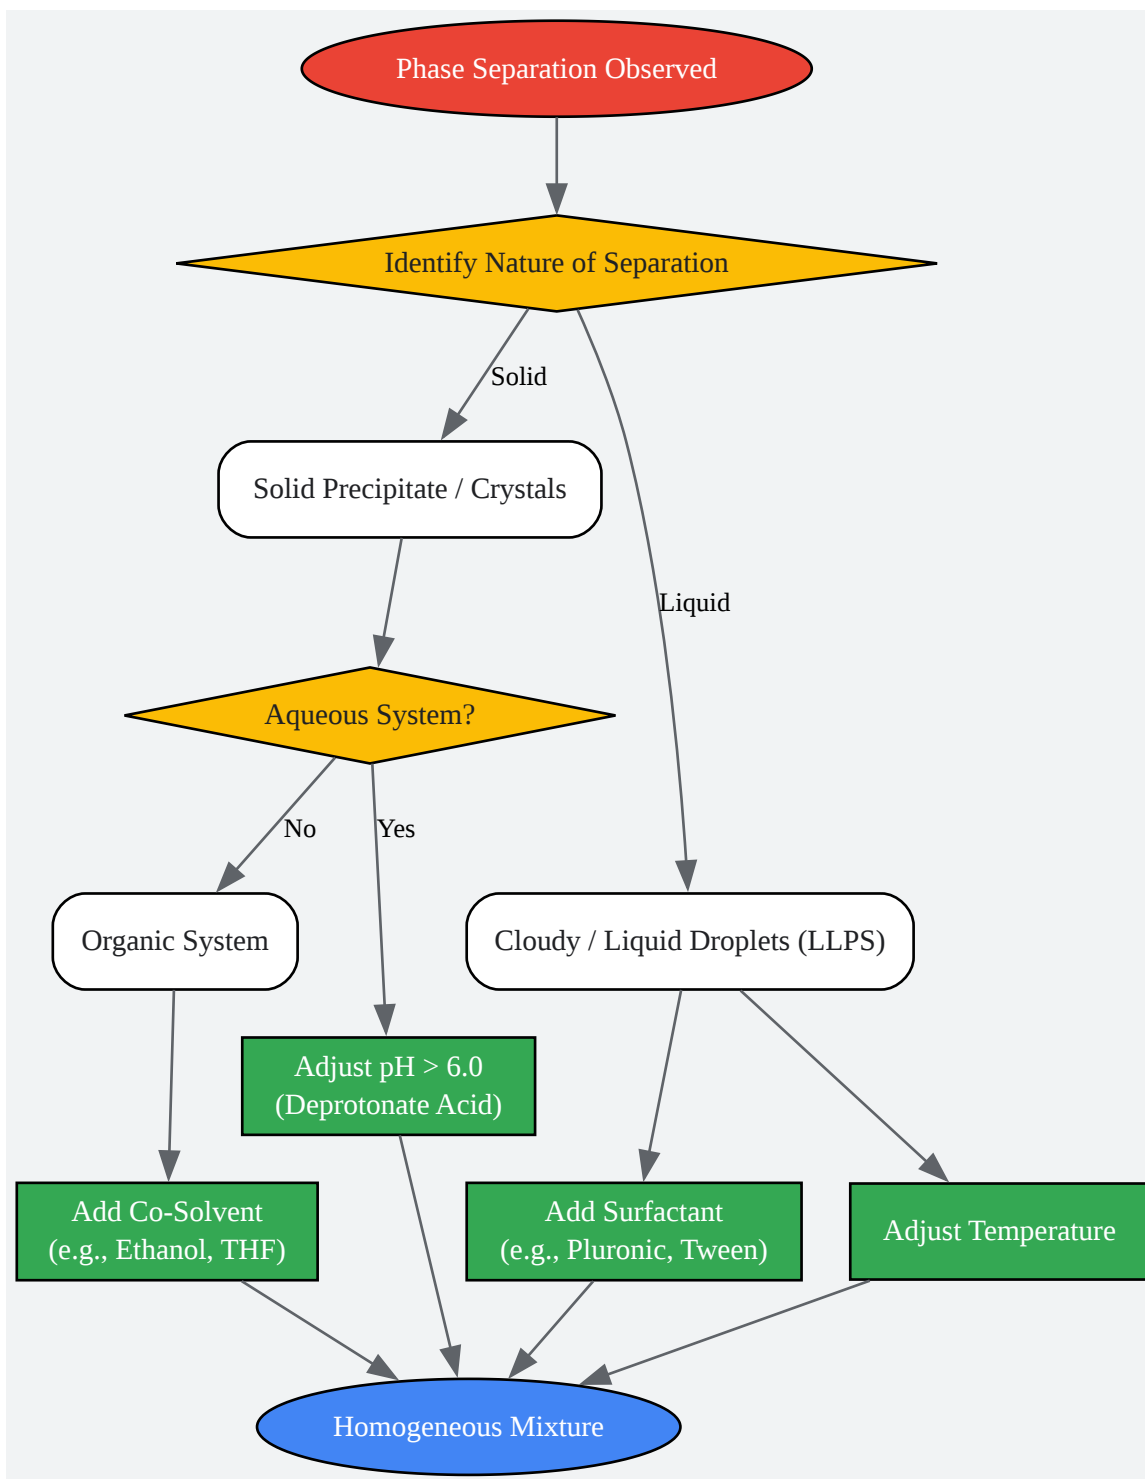 Phase Separation Observed
Identify Nature of Separation
Solid
Solid Precipitate / Crystals
Liquid
Aqueous System?
No
Yes
Organic System
Cloudy / Liquid Droplets (LLPS)
Adjust pH > 6.0
(Deprotonate Acid)
Add Co-Solvent
(e.g., Ethanol, THF)
Add Surfactant
(e.g., Pluronic, Tween)
Adjust Temperature
Homogeneous Mixture